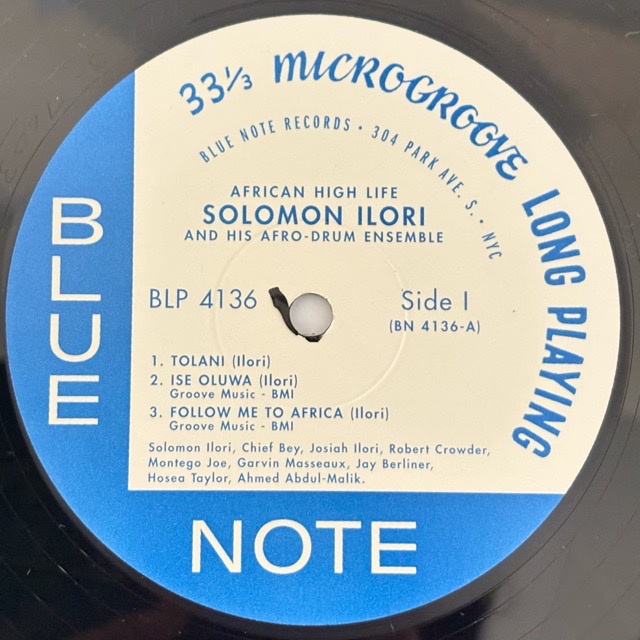 33 1/3 MICROGROOVE LONG PLAYING
BLUE NOTE RECORDS • 304 PARK AVE. S. • NYC
AFRICAN HIGH LIFE
SOLOMON ILORI
AND HIS AFRO-DRUM ENSEMBLE
BLP 4136
Side I
(BN 4136-A)
1. TOLANI (Ilori)
2. ISE OLUWA (Ilori)
Groove Music - BMI
3. FOLLOW ME TO AFRICA (Ilori)
Groove Music - BMI
Solomon Ilori, Chief Bey, Josiah Ilori, Robert Crowder,
Montego Joe, Garvin Masseaux, Jay Berliner,
Hosea Taylor, Ahmed Abdul-Malik.
BLUE
NOTE